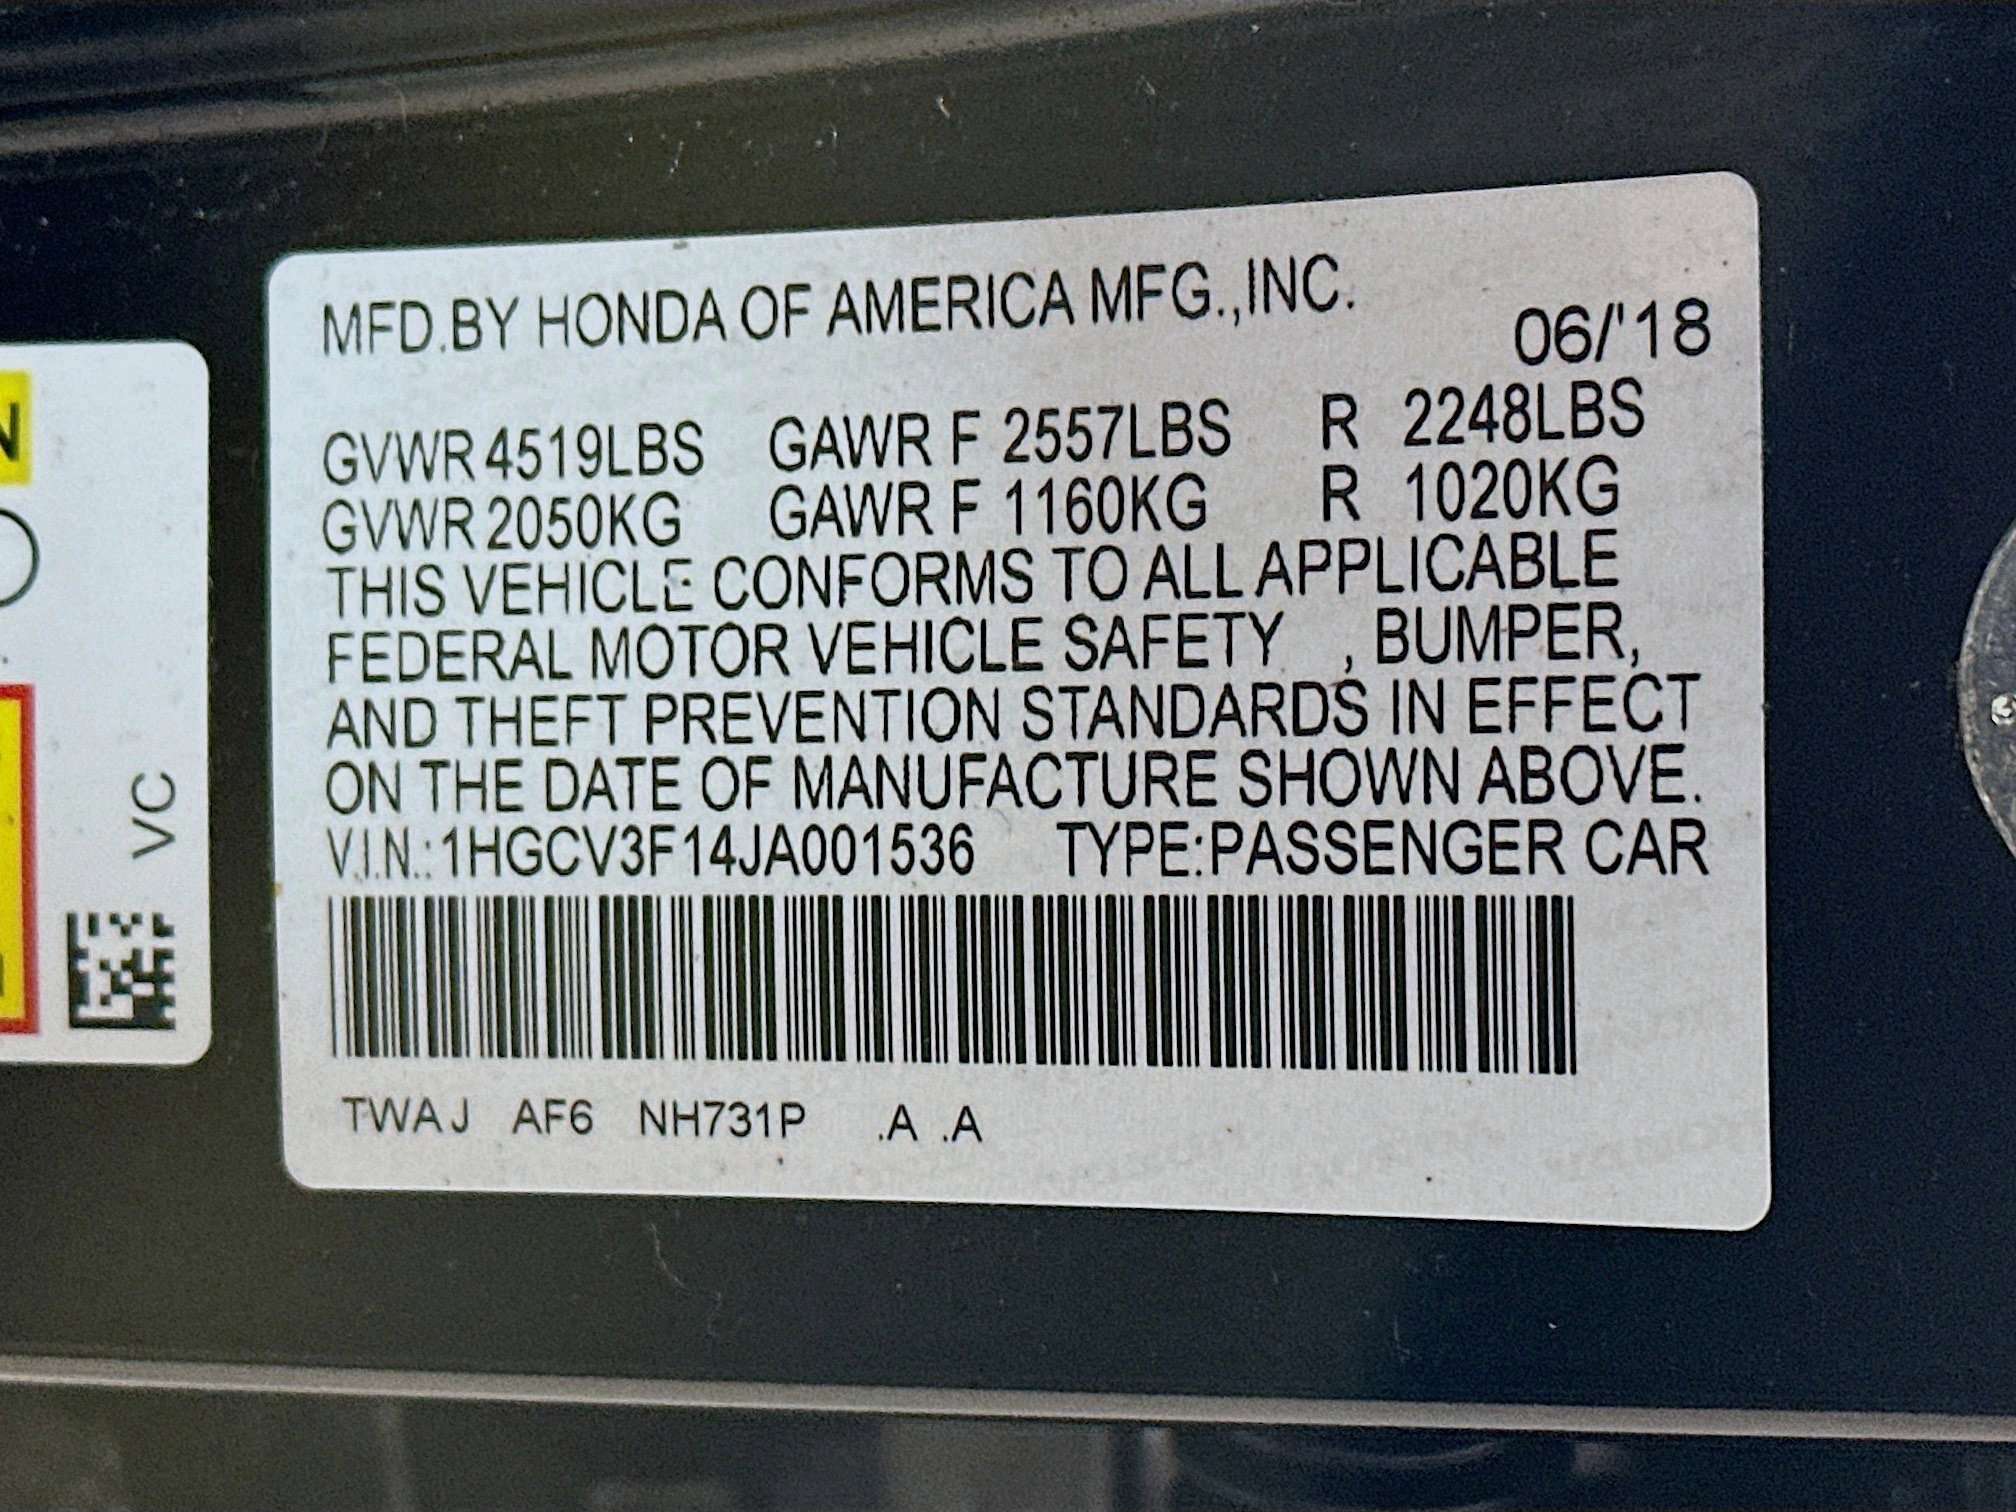 MFD.BY HONDA OF AMERICA MFG.,INC.
06/'18
GVWR 4519LBS GAWR F 2557LBS R 2248LBS
GVWR 2050KG GAWR F 1160KG R 1020KG
THIS VEHICLE CONFORMS TO ALL APPLICABLE
FEDERAL MOTOR VEHICLE SAFETY , BUMPER,
AND THEFT PREVENTION STANDARDS IN EFFECT
ON THE DATE OF MANUFACTURE SHOWN ABOVE.
V.I.N.: 1HGCV3F14JA001536 TYPE:PASSENGER CAR
TWAJ AF6 NH731P .A .A
VC